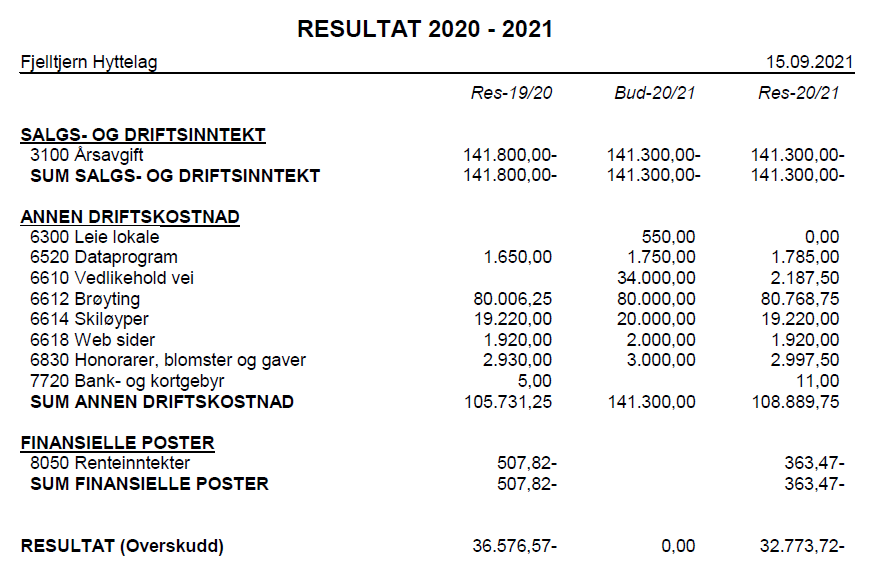 RESULTAT 2020 - 2021
Fjelltjern Hyttelag 15.09.2021
Res-19/20 Bud-20/21 Res-20/21
SALGS- OG DRIFTSINNTEKT
3100 Årsavgift 141.800,00- 141.300,00- 141.300,00-
SUM SALGS- OG DRIFTSINNTEKT 141.800,00- 141.300,00- 141.300,00-
ANNEN DRIFTSKOSTNAD
6300 Leie lokale 550,00 0,00
6520 Dataprogram 1.650,00 1.750,00 1.785,00
6610 Vedlikehold vei 34.000,00 2.187,50
6612 Brøyting 80.006,25 80.000,00 80.768,75
6614 Skiløyper 19.220,00 20.000,00 19.220,00
6618 Web sider 1.920,00 2.000,00 1.920,00
6830 Honorarer, blomster og gaver 2.930,00 3.000,00 2.997,50
7720 Bank- og kortgebyr 5,00 11,00
SUM ANNEN DRIFTSKOSTNAD 105.731,25 141.300,00 108.889,75
FINANSIELLE POSTER
8050 Renteinntekter 507,82- 363,47-
SUM FINANSIELLE POSTER 507,82- 363,47-
RESULTAT (Overskudd) 36.576,57- 0,00 32.773,72-